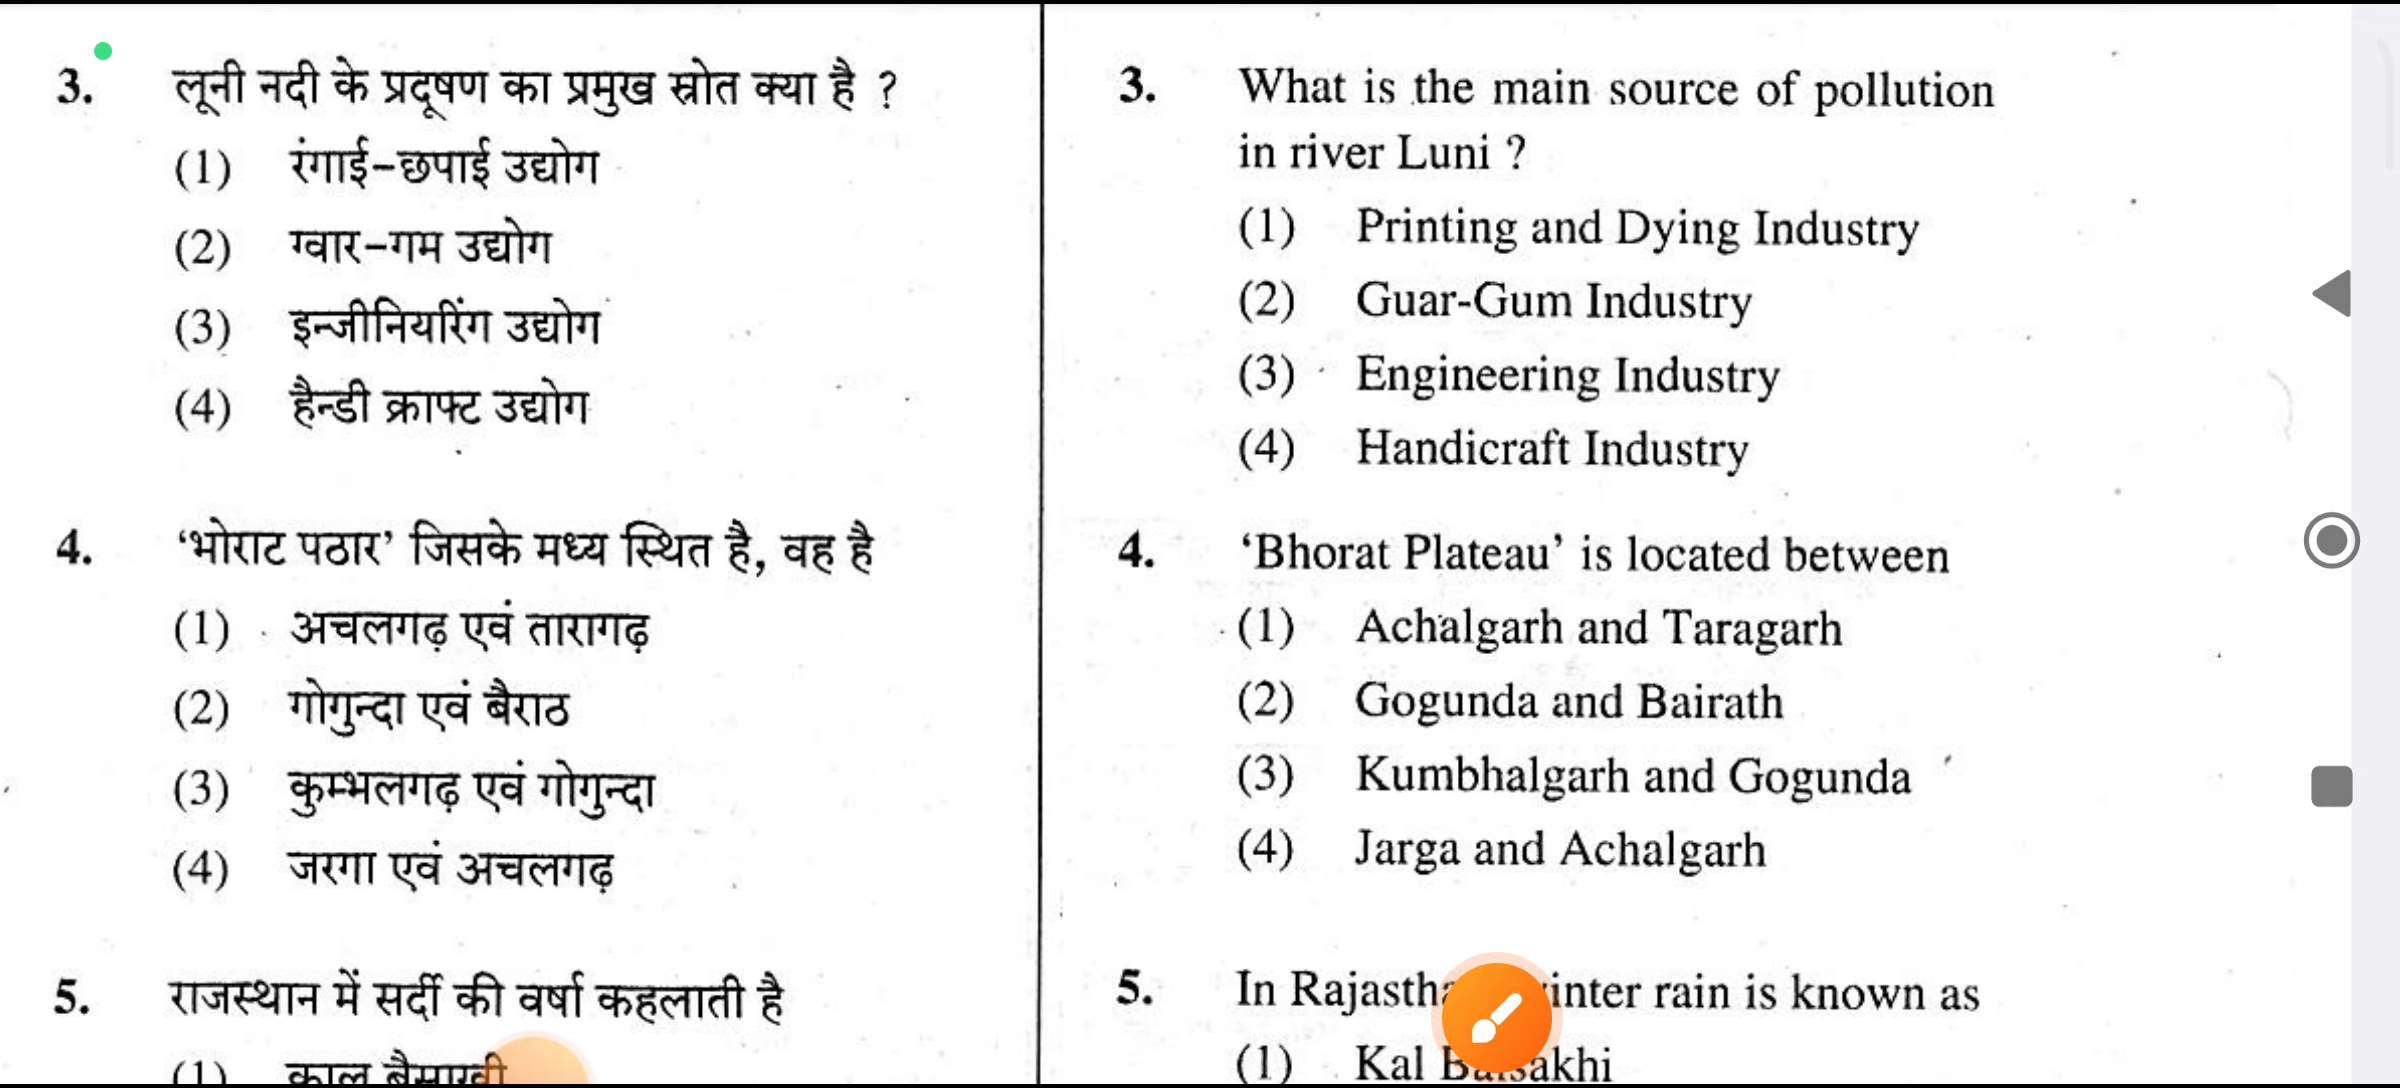 3. लूनी नदी के प्रदूषण का प्रमुख स्रोत क्या है ?
(1) रंगाई-छपाई उद्योग
(2) ग्वार-गम उद्योग
(3) इन्जीनियरिंग उद्योग
(4) हैन्डी क्राफ्ट उद्योग
4. ‘भोराट पठार’ जिसके मध्य स्थित है, वह है
(1) अचलगढ़ एवं तारागढ़
(2) गोगुन्दा एवं बैराठ
(3) कुम्भलगढ़ एवं गोगुन्दा
(4) जरगा एवं अचलगढ़
5. राजस्थान में सर्दी की वर्षा कहलाती है
(1) काल बैसाखी
3. What is the main source of pollution
in river Luni ?
(1) Printing and Dying Industry
(2) Guar-Gum Industry
(3) Engineering Industry
(4) Handicraft Industry
4. ‘Bhorat Plateau’ is located between
(1) Achalgarh and Taragarh
(2) Gogunda and Bairath
(3) Kumbhalgarh and Gogunda
(4) Jarga and Achalgarh
5. In rain is known as
(1) Kal